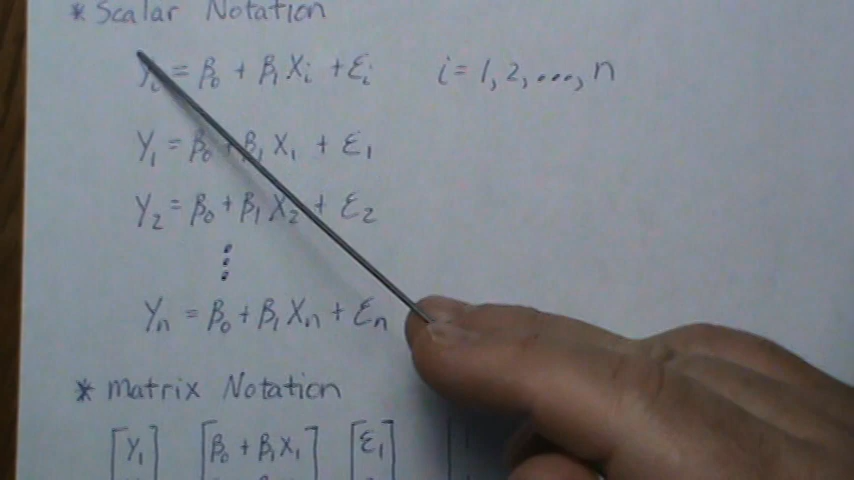 * Scalar Notation
Yᵢ = β₀ + β₁Xᵢ + εᵢ i = 1, 2, ..., n
Y₁ = β₀ + β₁X₁ + ε₁
Y₂ = β₀ + β₁X₂ + ε₂
⋮
Yₙ = β₀ + β₁Xₙ + εₙ
* Matrix Notation
[Y₁] [β₀ + β₁X₁] [ε₁]